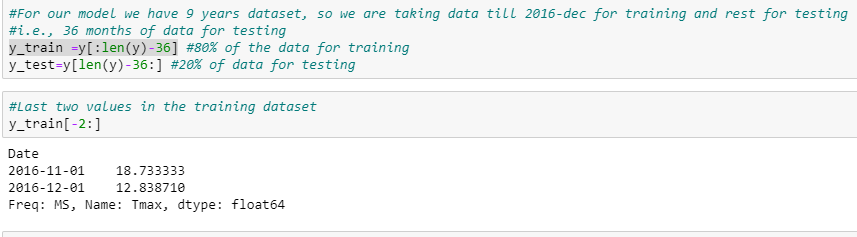 #For our model we have 9 years dataset, so we are taking data till 2016-dec for training and rest for testing
#i.e., 36 months of data for testing
y_train =y[:len(y)-36] #80% of the data for training
y_test=y[len(y)-36:] #20% of data for testing
#Last two values in the training dataset
y_train[-2:]
Date
2016-11-01    18.733333
2016-12-01    12.838710
Freq: MS, Name: Tmax, dtype: float64